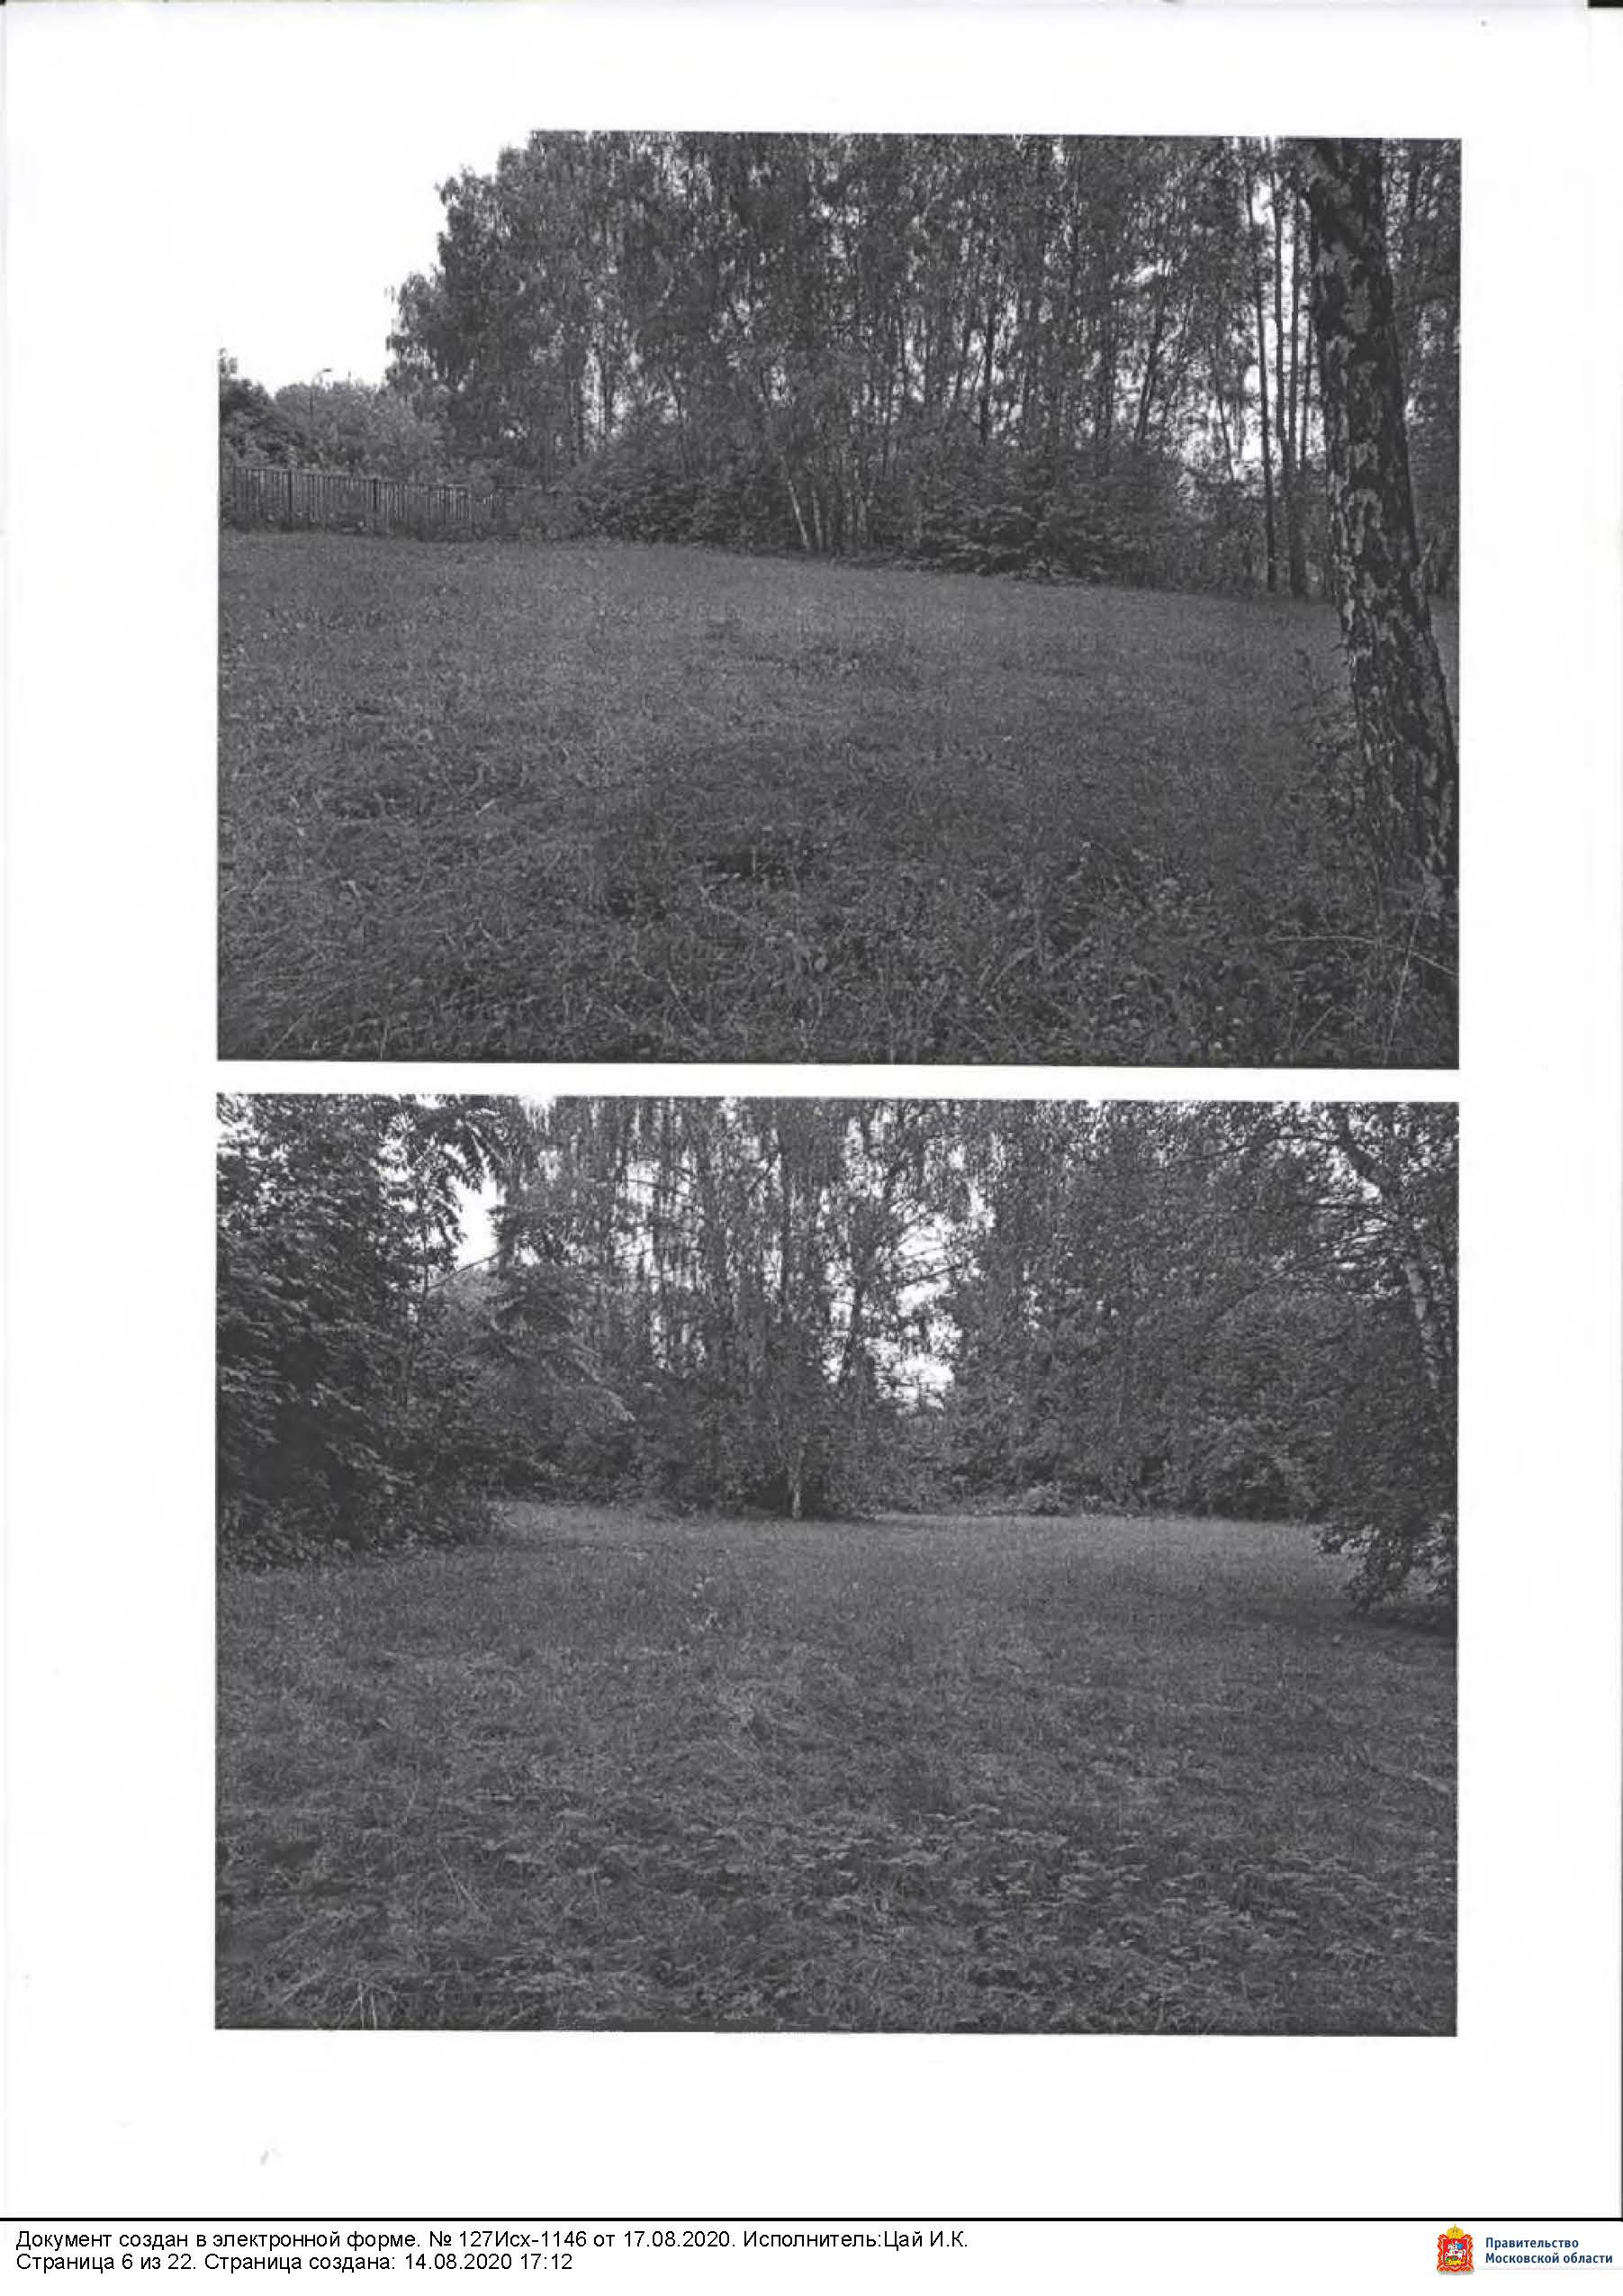 Документ создан в электронной форме. № 127Исх-1146 от 17.08.2020. Исполнитель:Цай И.К.
Страница 6 из 22. Страница создана: 14.08.2020 17:12
Правительство
Московской области